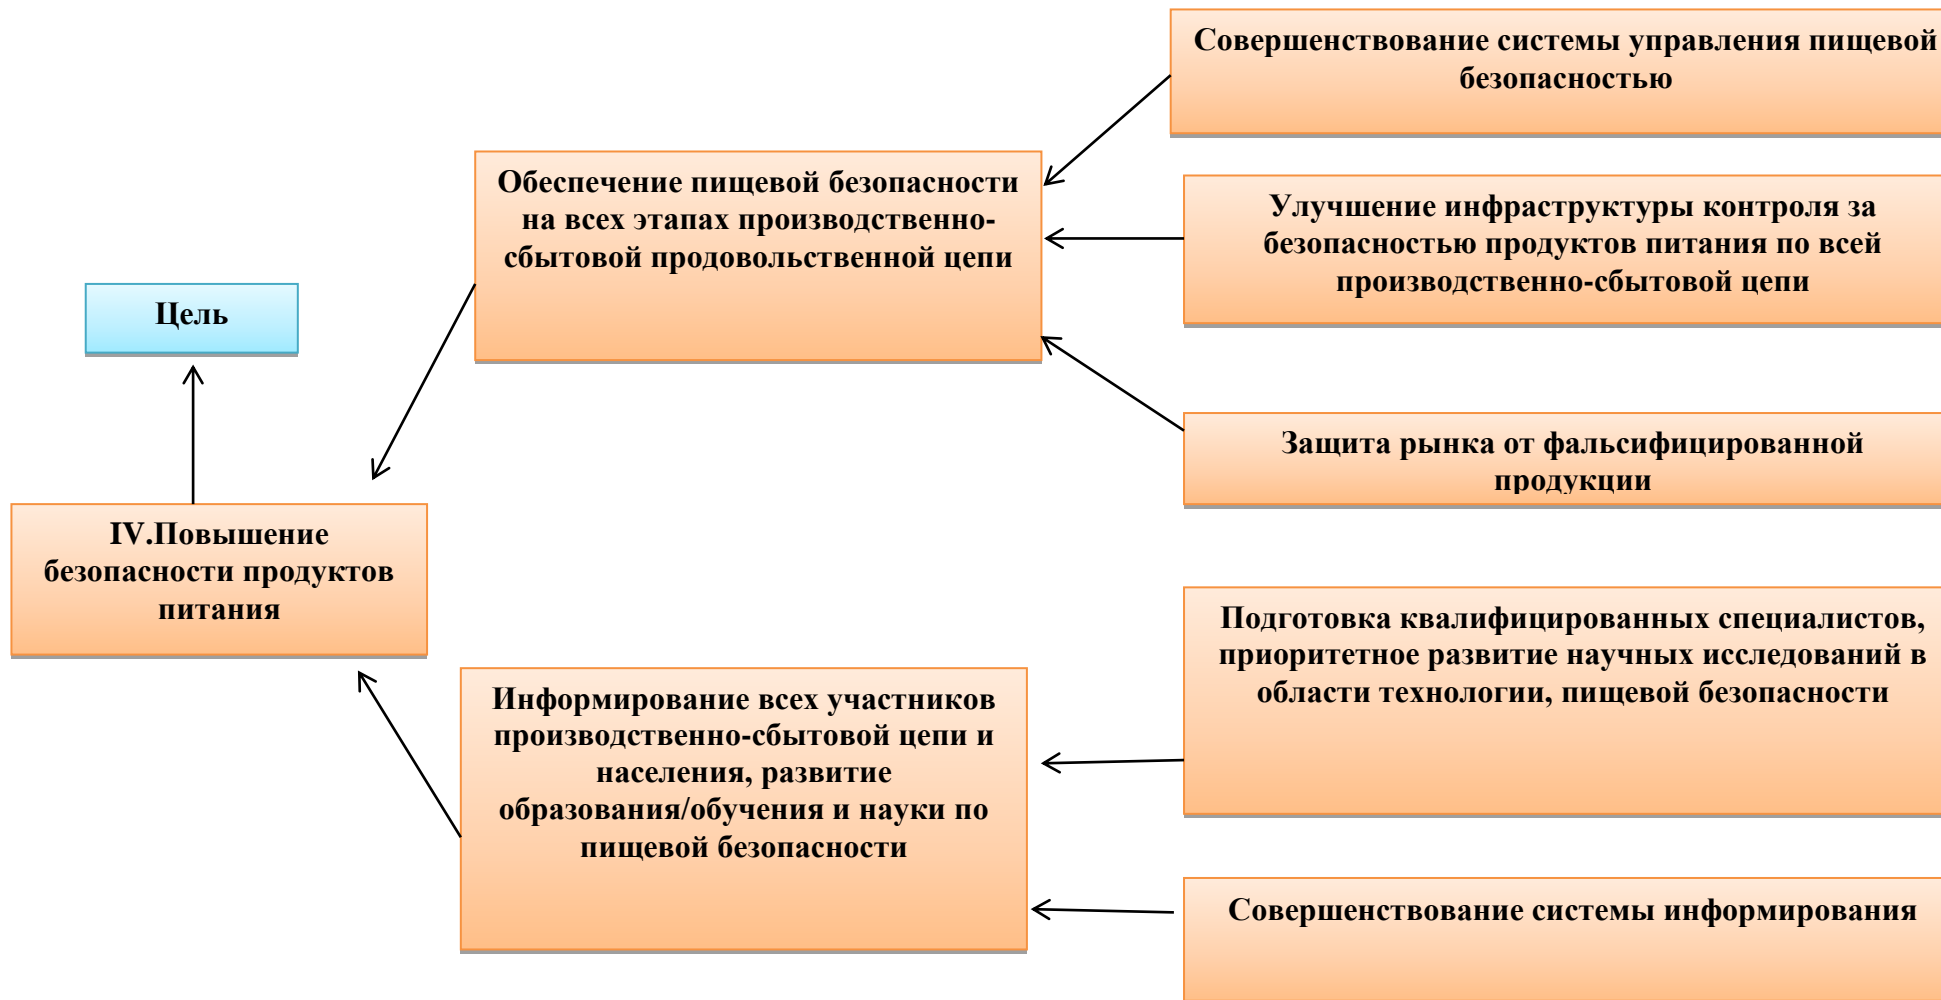 Совершенствование системы управления пищевой
безопасностью
Обеспечение пищевой безопасности
на всех этапах производственно-
сбытовой продовольственной цепи
Улучшение инфраструктуры контроля за
безопасностью продуктов питания по всей
производственно-сбытовой цепи
Цель
Защита рынка от фальсифицированной
продукции
IV.Повышение
безопасности продуктов
питания
Подготовка квалифицированных специалистов,
приоритетное развитие научных исследований в
области технологии, пищевой безопасности
Информирование всех участников
производственно-сбытовой цепи и
населения, развитие
образования/обучения и науки по
пищевой безопасности
Совершенствование системы информирования